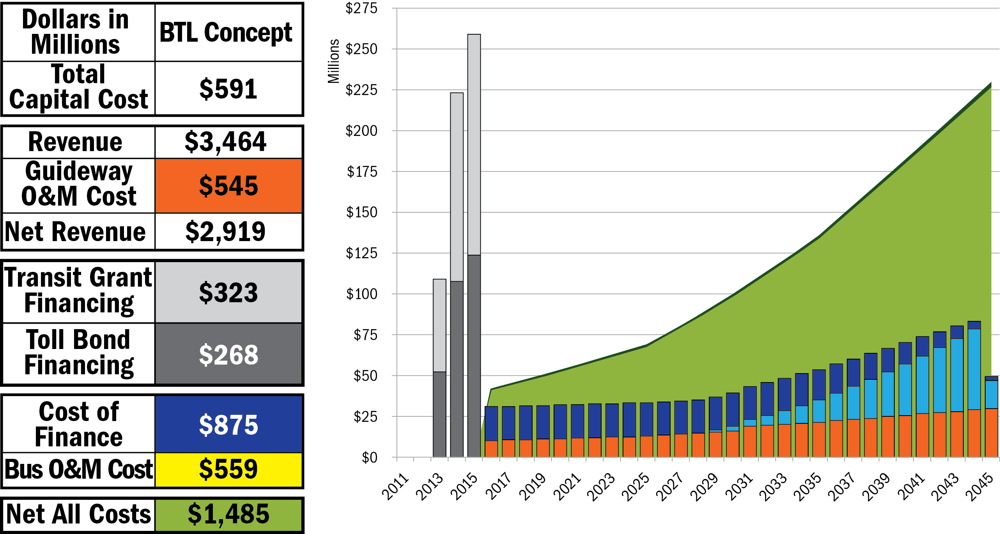 Dollars in
Millions
BTL Concept
Total
Capital Cost
$591
Revenue
$3,464
Guideway
O&M Cost
$545
Net Revenue
$2,919
Transit Grant
Financing
$323
Toll Bond
Financing
$268
Cost of
Finance
$875
Bus O&M Cost
$559
Net All Costs
$1,485
Millions
$275
$250
$225
$200
$175
$150
$125
$100
$75
$50
$25
$0
2011
2013
2015
2017
2019
2021
2023
2025
2027
2029
2031
2033
2035
2037
2039
2041
2043
2045